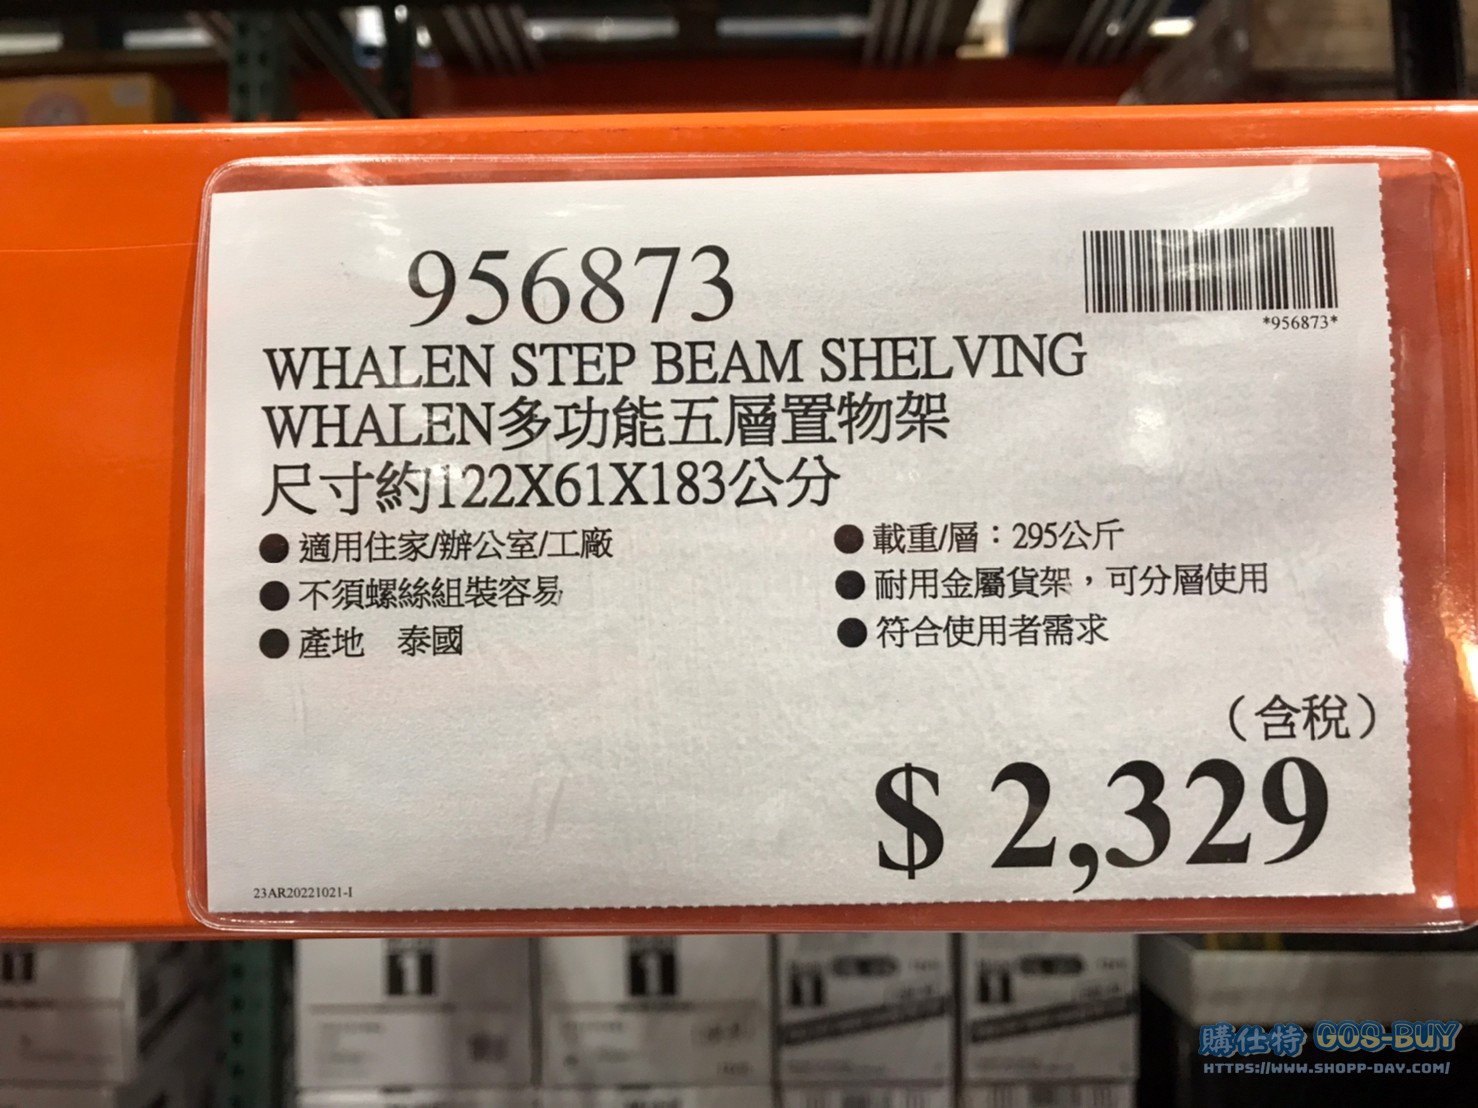 956873
*956873*
WHALEN STEP BEAM SHELVING
WHALEN多功能五層置物架
尺寸約122X61X183公分
●適用住家/辦公室/工廠
●載重/層：295公斤
●不須螺絲組裝容易
●耐用金屬貨架，可分層使用
●產地　泰國
●符合使用者需求
（含稅）
$ 2,329
23AR20221021-I
購仕特 GOS-BUY
HTTPS://WWW.SHOPP-DAY.COM/